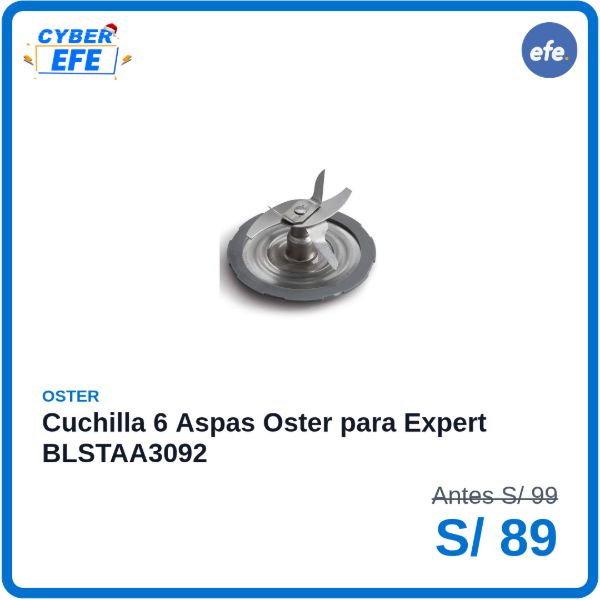 CYBER
EFE
efe.
OSTER
Cuchilla 6 Aspas Oster para Expert
BLSTAA3092
Antes S/ 99
S/ 89